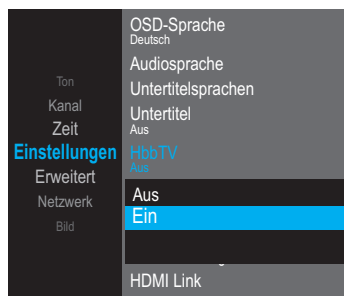 Ton
Kanal
Zeit
Einstellungen
Erweitert
Netzwerk
Bild
OSD-Sprache
Deutsch
Audiosprache
Untertitelsprachen
Untertitel
Aus
HbbTV
Aus
Aus
Ein
HDMI Link